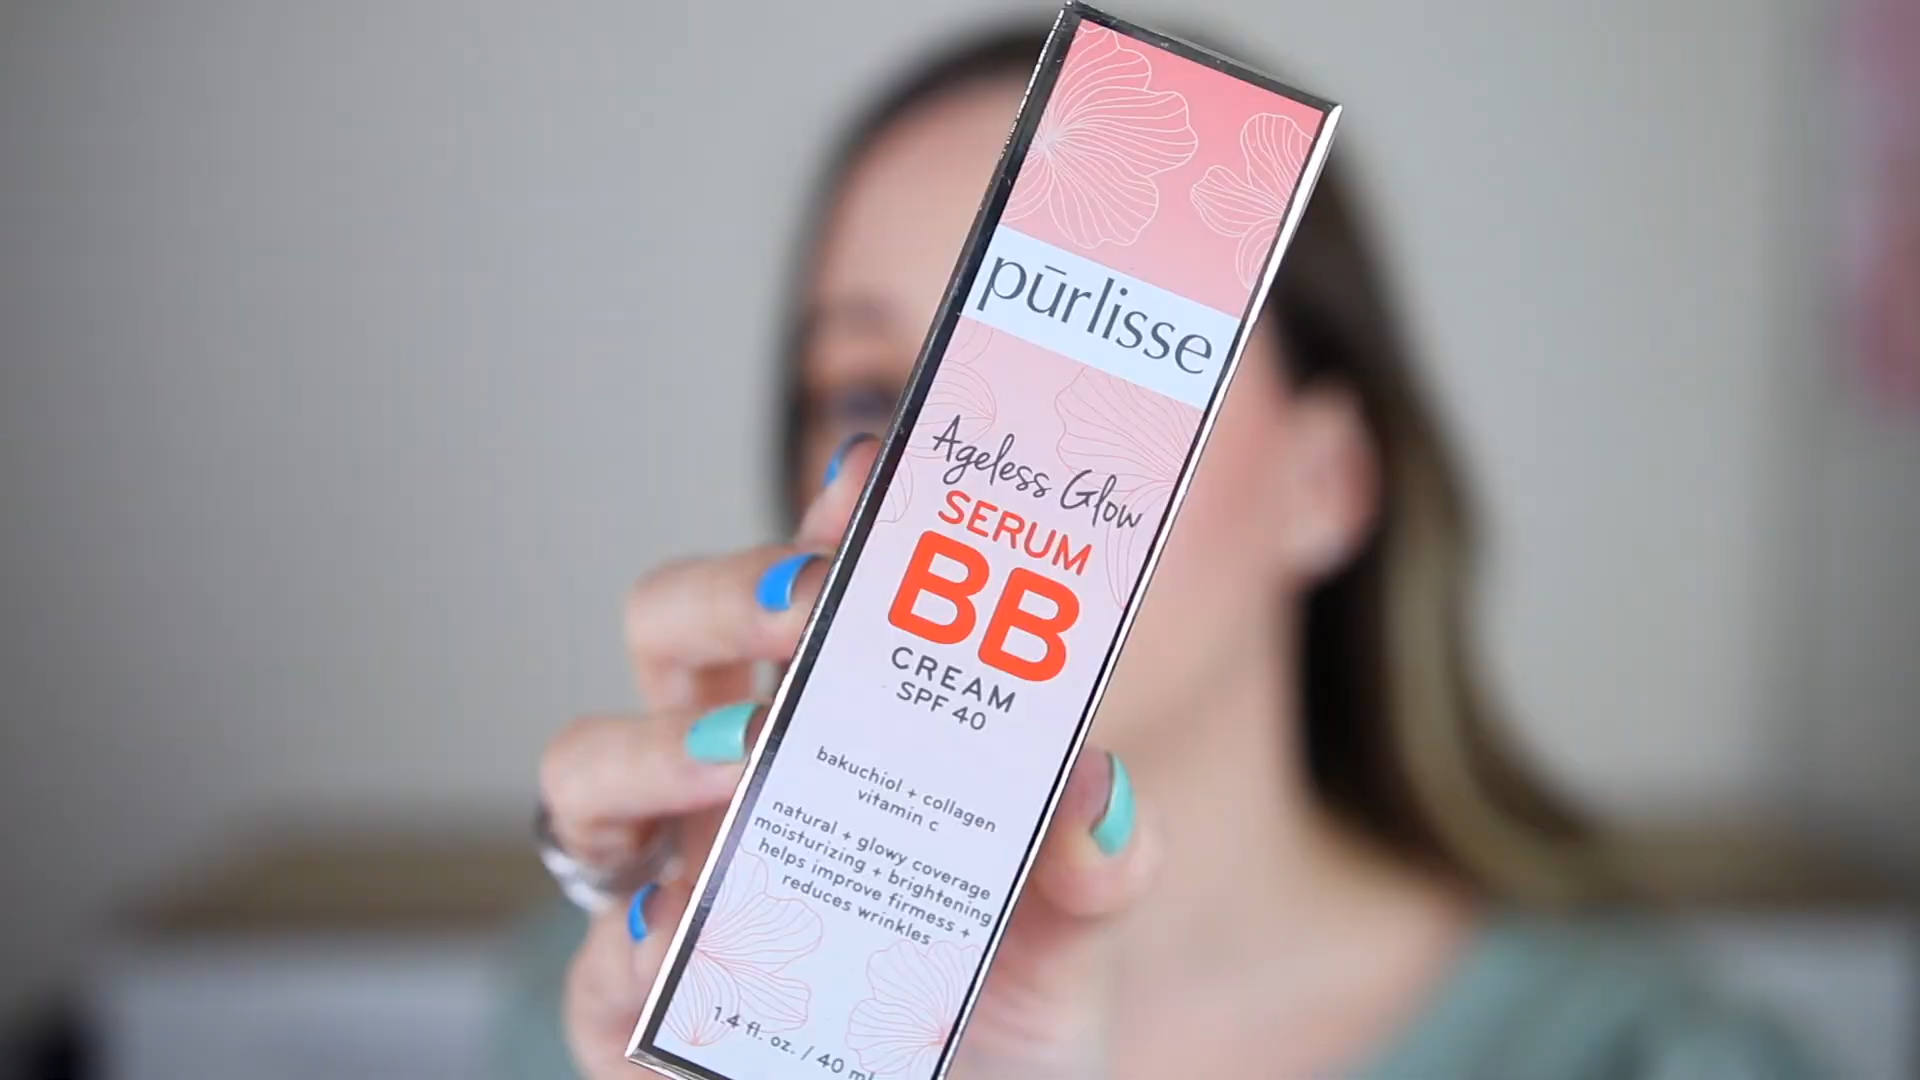 pūrlisse
Ageless Glow
SERUM
BB
CREAM
SPF 40
bakuchiol + collagen
vitamin c
natural + glowy coverage
moisturizing + brightening
helps improve firmness +
reduces wrinkles
1.4 fl. oz. / 40 ml